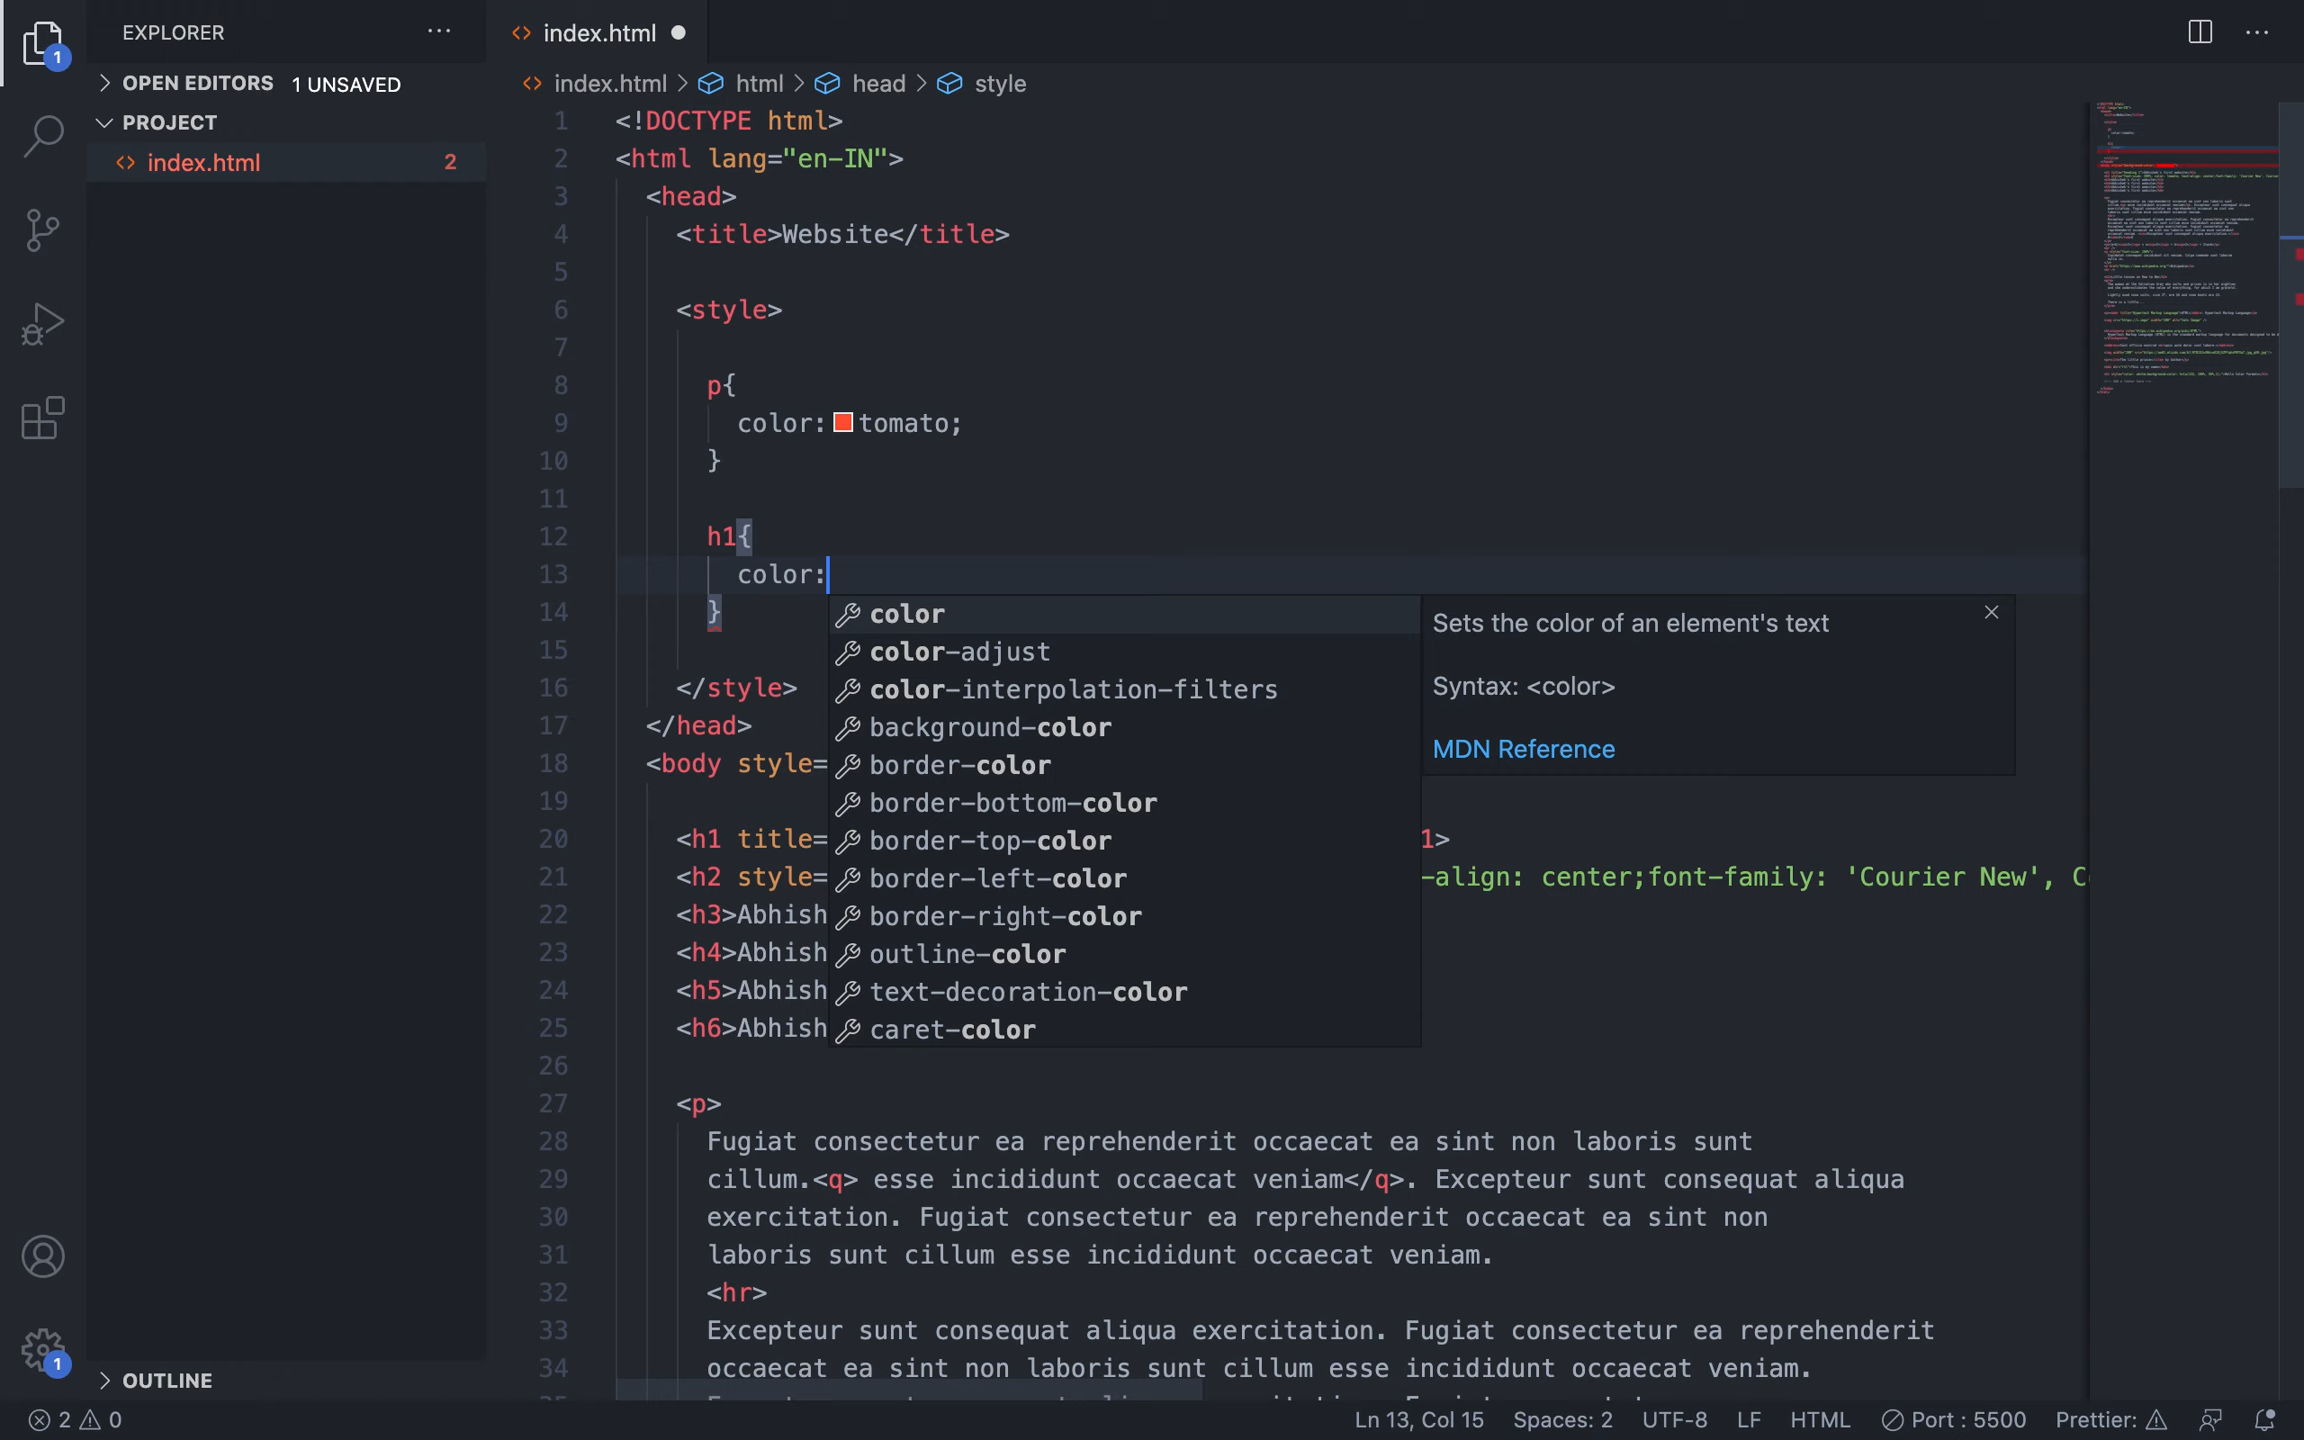 EXPLORER
index.html
OPEN EDITORS 1 UNSAVED
index.html > html > head > style
PROJECT
index.html 2
1 <!DOCTYPE html>
2 <html lang="en-IN">
3 <head>
4 <title>Website</title>
5
6 <style>
7
8 p{
9 color: tomato;
10 }
11
12 h1{
13 color:
14 }
15
16 </style>
17 </head>
18 <body style=
19
20 <h1 title= 1>
21 <h2 style= -align: center;font-family: 'Courier New',
22 <h3>Abhish
23 <h4>Abhish
24 <h5>Abhish
25 <h6>Abhish
26
27 <p>
28 Fugiat consectetur ea reprehenderit occaecat ea sint non laboris sunt
29 cillum.<q> esse incididunt occaecat veniam</q>. Excepteur sunt consequat aliqua
30 exercitation. Fugiat consectetur ea reprehenderit occaecat ea sint non
31 laboris sunt cillum esse incididunt occaecat veniam.
32 <hr>
33 Excepteur sunt consequat aliqua exercitation. Fugiat consectetur ea reprehenderit
34 occaecat ea sint non laboris sunt cillum esse incididunt occaecat veniam.
color
color-adjust
color-interpolation-filters
background-color
border-color
border-bottom-color
border-top-color
border-left-color
border-right-color
outline-color
text-decoration-color
caret-color
Sets the color of an element's text
Syntax: <color>
MDN Reference
1
1
OUTLINE
2 0
Ln 13, Col 15 Spaces: 2 UTF-8 LF HTML Port : 5500 Prettier: